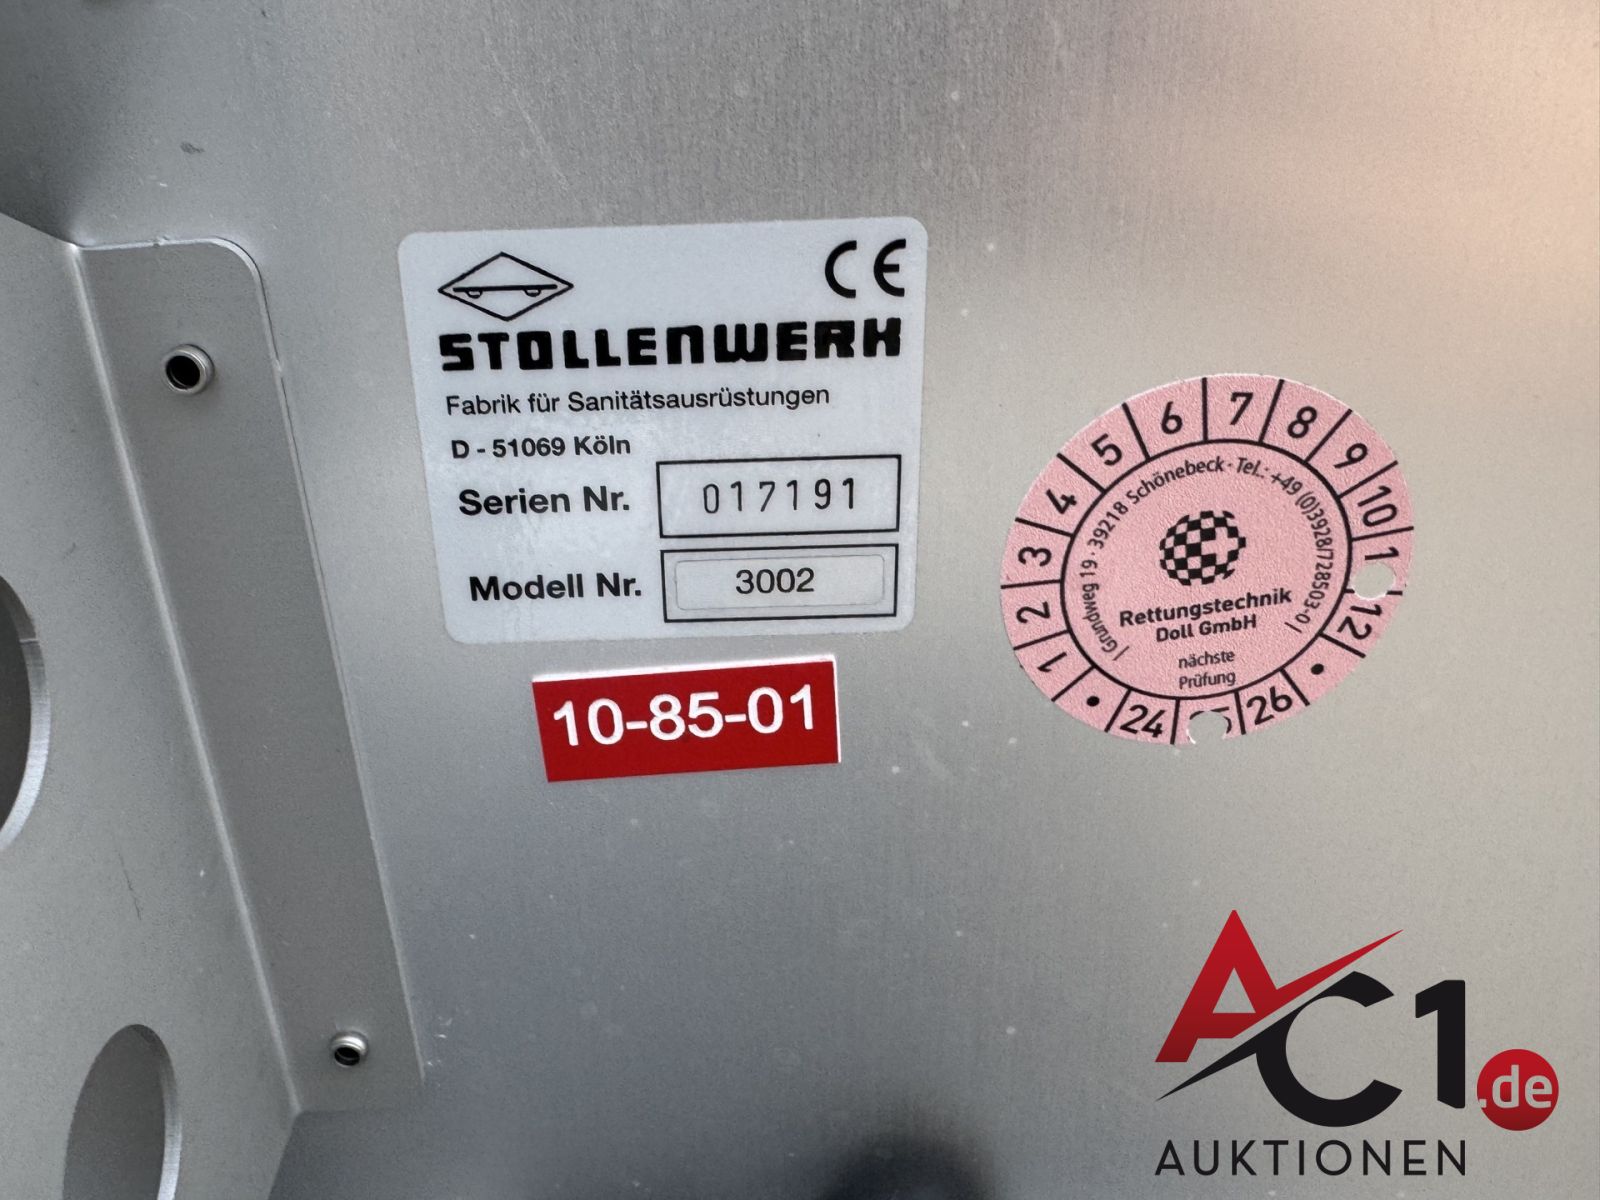 CE
STOLLENWERK
Fabrik für Sanitätsausrüstungen
D - 51069 Köln
Serien Nr. 017191
Modell Nr. 3002
10-85-01
1 2 3 4 5 6 7 8 9 10 1 12
Grundweg 19 · 39218 Schönebeck · Tel.: +49 (0)3928/728503-0
Rettungstechnik
Doll GmbH
nächste
Prüfung
24 26
AC1.de
AUKTIONEN